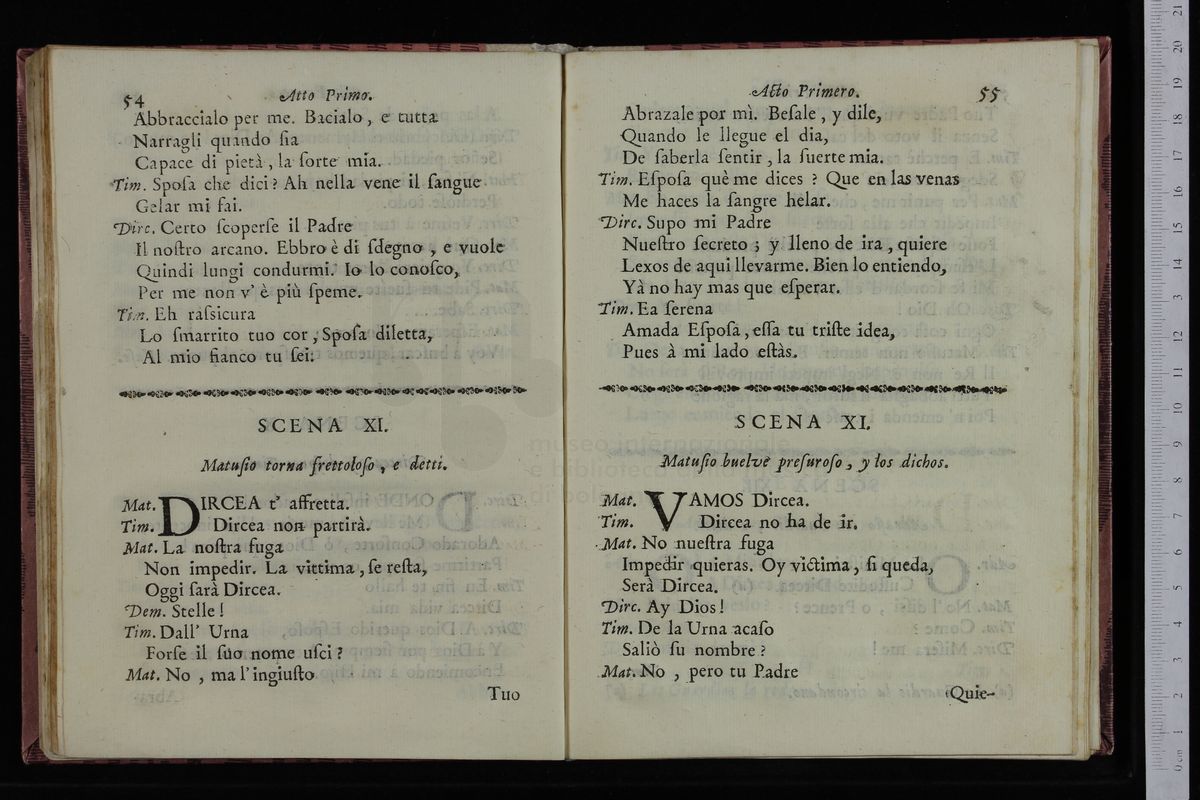 54
Atto Primo.
Abbraccialo per me. Bacialo, e tutta
Narragli quando ſia
Capace di pietà, la ſorte mia.
Tim. Spoſa che dici? Ah nella vene il ſangue
Gelar mi fai.
Dirc. Certo ſcoperſe il Padre
Il noſtro arcano. Ebbro è di ſdegno, e vuole
Quindi lungi condurmi. Io lo conoſco,
Per me non v' è più ſpeme.
Tim. Eh raſsicura
Lo ſmarrito tuo cor, Spoſa diletta,
Al mio fianco tu ſei:
SCENA XI.
Matuſio torna frettoloſo, e detti.
Mat. DIRCEA t' affretta.
Tim. Dircea non partirà.
Mat. La noſtra fuga
Non impedir. La vittima, ſe reſta,
Oggi ſarà Dircea.
Dem. Stelle!
Tim. Dall' Urna
Forſe il ſuo nome uſci?
Mat. No, ma l'ingiuſto
Tuo
Acto Primero.
55
Abrazale por mì. Beſale, y dile,
Quando le llegue el dia,
De ſaberla ſentir, la ſuerte mia.
Tim. Eſpoſa què me dices? Que en las venas
Me haces la ſangre helar.
Dirc. Supo mi Padre
Nueſtro ſecreto; y lleno de ira, quiere
Lexos de aqui llevarme. Bien lo entiendo,
Yà no hay mas que eſperar.
Tim. Ea ſerena
Amada Eſpoſa, eſſa tu triſte idea,
Pues à mi lado eſtàs.
SCENA XI.
Matuſio buelve preſuroſo, y los dichos.
Mat. VAMOS Dircea.
Tim. Dircea no ha de ir.
Mat. No nueſtra fuga
Impedir quieras. Oy victima, ſi queda,
Serà Dircea.
Dirc. Ay Dios!
Tim. De la Urna acaſo
Saliò ſu nombre?
Mat. No, pero tu Padre
Quie-
museo internazionale
e biblioteca